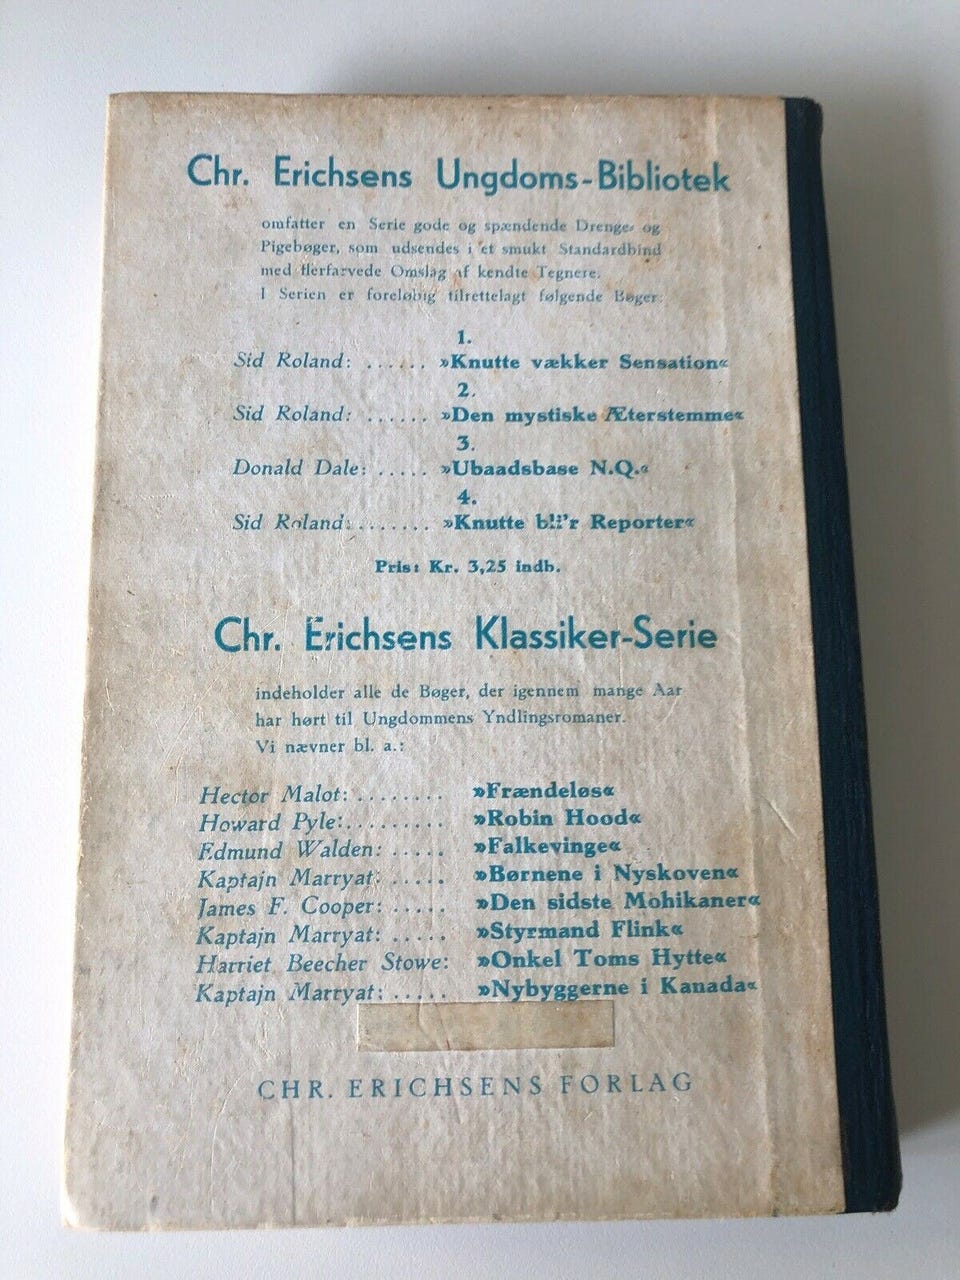 Chr. Erichsens Ungdoms-Bibliotek
omfatter en Serie gode og spændende Drenge- og
Pigebøger, som udsendes i et smukt Standardbind
med flerfarvede Omslag af kendte Tegnere.
I Serien er foreløbig tilrettelagt følgende Bøger:
1.
Sid Roland: ...... »Knutte vækker Sensation«
2.
Sid Roland: ...... »Den mystiske Æterstemme«
3.
Donald Dale: ..... »Ubaadsbase N.Q.«
4.
Sid Roland: ....... »Knutte bli'r Reporter«
Pris: Kr. 3,25 indb.
Chr. Erichsens Klassiker-Serie
indeholder alle de Bøger, der igennem mange Aar
har hørt til Ungdommens Yndlingsromaner.
Vi nævner bl. a.:
Hector Malot: ........ »Frændeløs«
Howard Pyle: ......... »Robin Hood«
Edmund Walden: ..... »Falkevinge«
Kaptajn Marryat: ..... »Børnene i Nyskoven«
James F. Cooper: ..... »Den sidste Mohikaner«
Kaptajn Marryat: ..... »Styrmand Flink«
Harriet Beecher Stowe: »Onkel Toms Hytte«
Kaptajn Marryat: ..... »Nybyggerne i Kanada«
CHR. ERICHSENS FORLAG